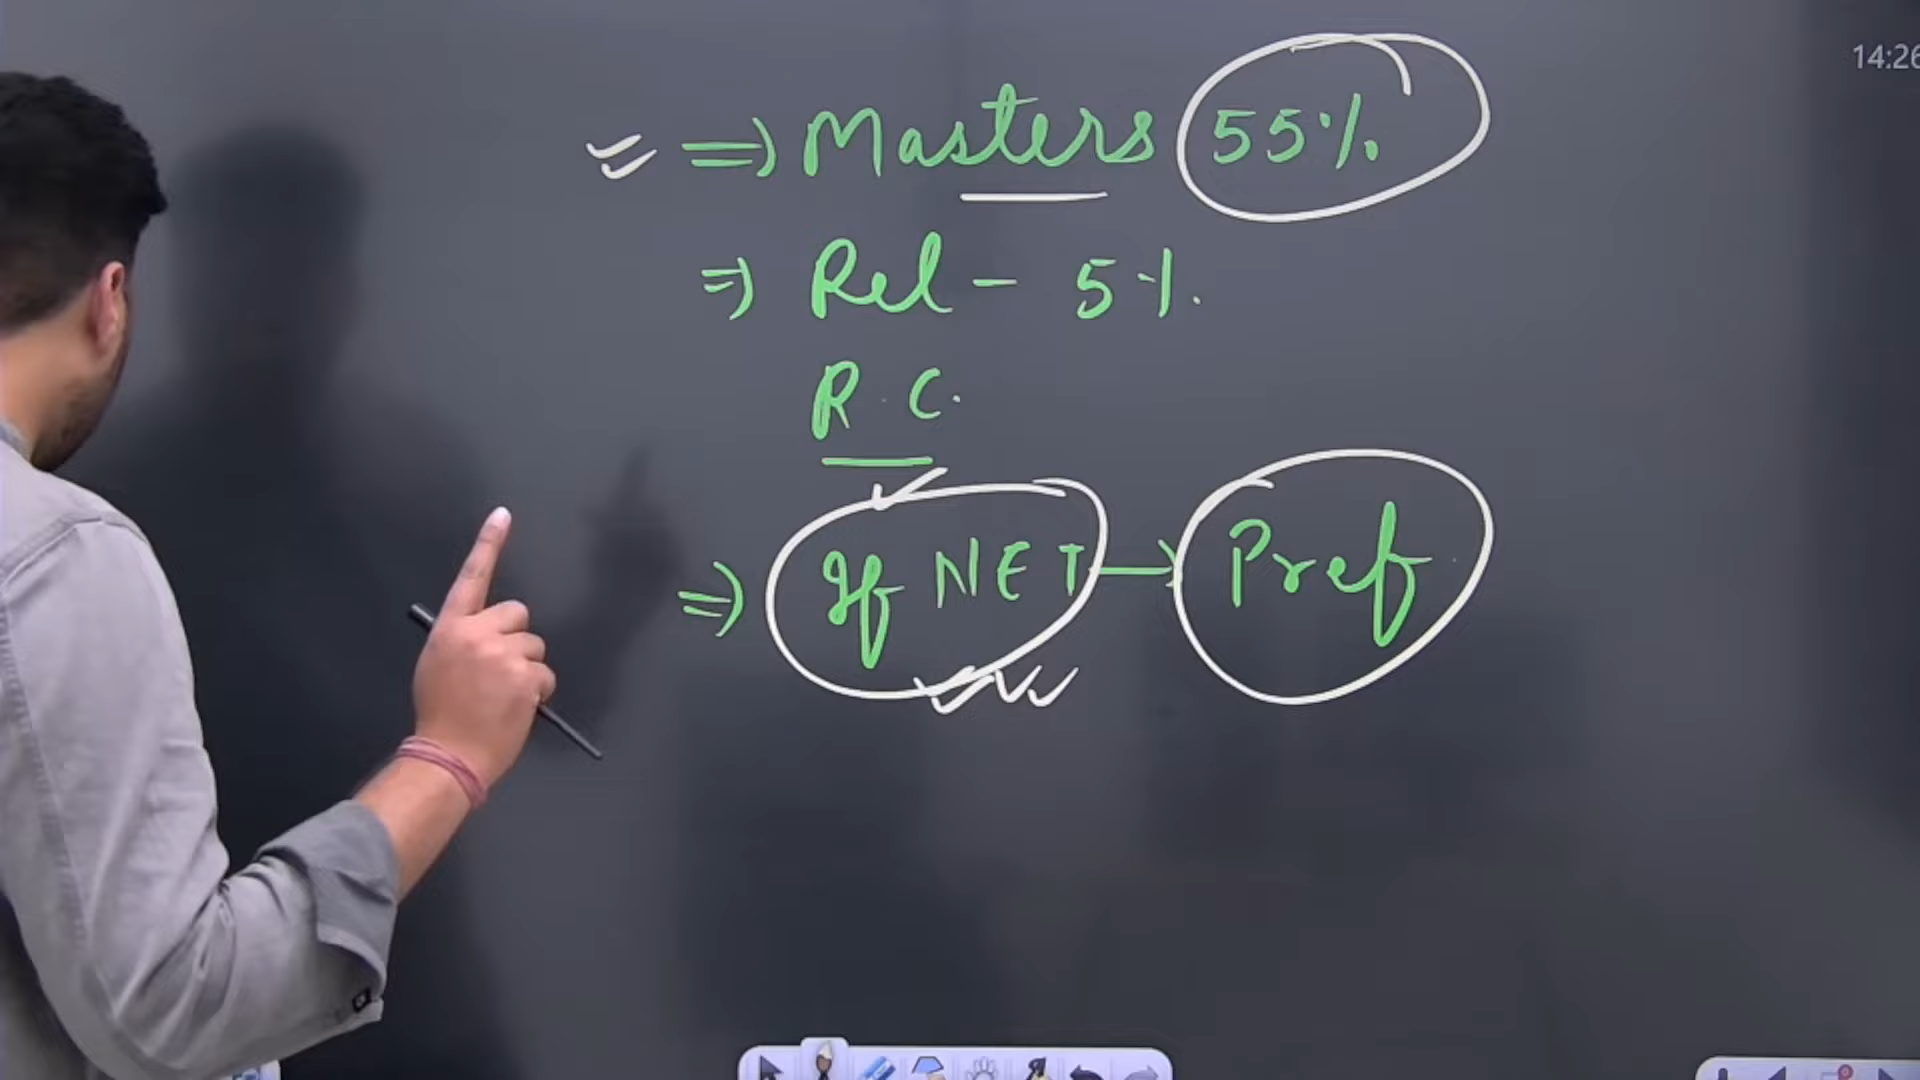 14:26
=> Masters 55%
=> Rel - 5%.
R.C.
=> If NET -> Pref